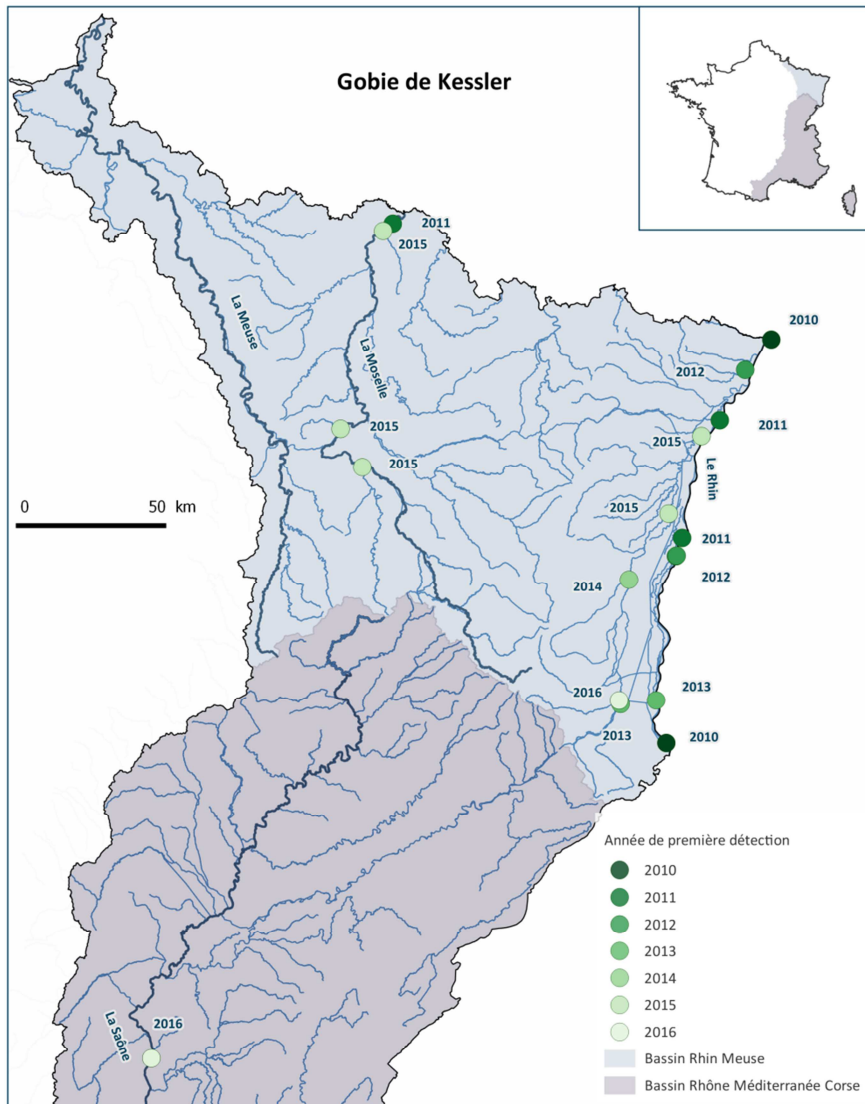 Gobie de Kessler
2011
2015
La Meuse
La Moselle
2010
2012
2011
2015
2015
2015
Le Rhin
0 50 km
2015
2011
2012
2014
2016
2013
2013
2010
La Saône
2016
Année de première détection
2010
2011
2012
2013
2014
2015
2016
Bassin Rhin Meuse
Bassin Rhône Méditerranée Corse